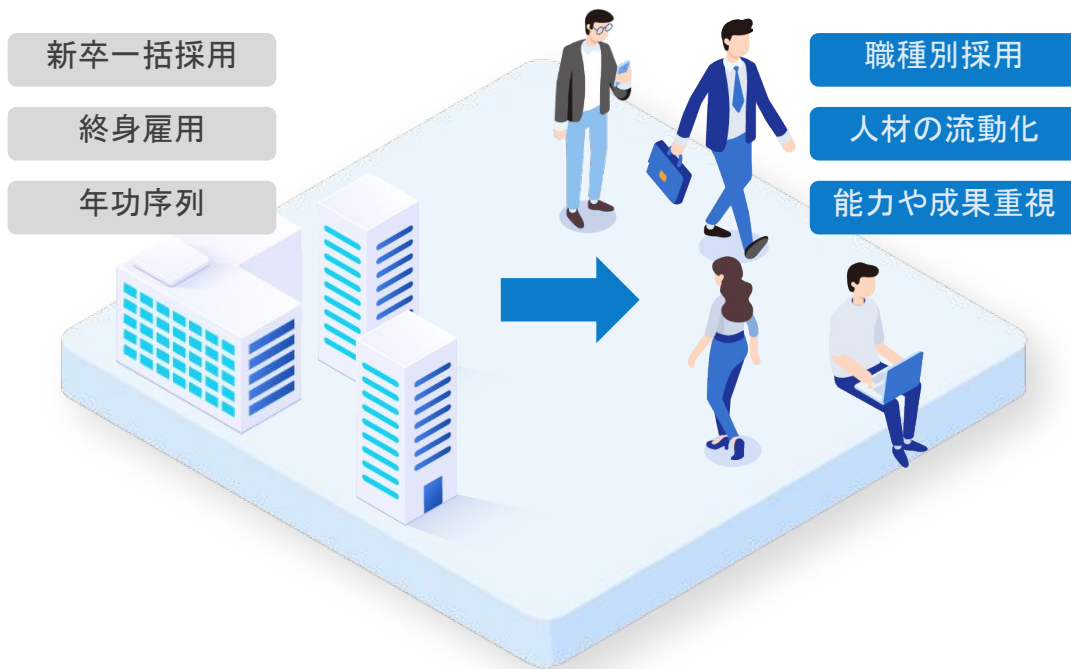 新卒一括採用
終身雇用
年功序列
職種別採用
人材の流動化
能力や成果重視